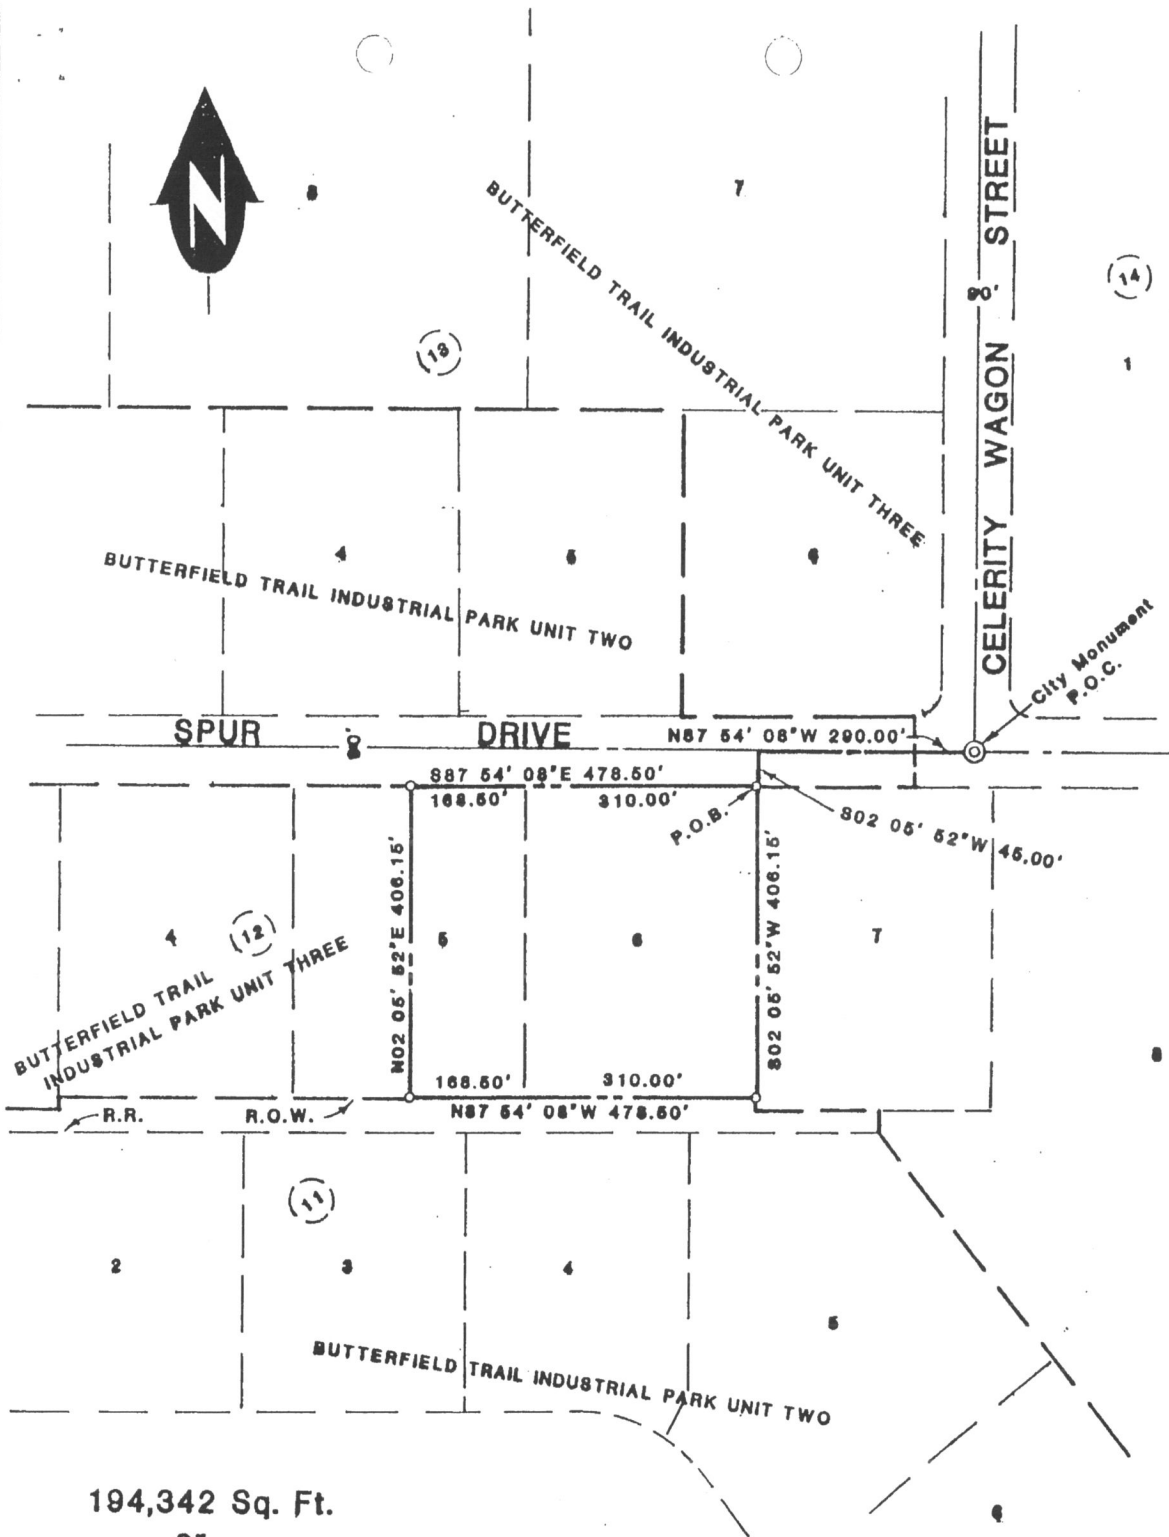 N
8
7
BUTTERFIELD TRAIL INDUSTRIAL PARK UNIT THREE
CELERITY WAGON STREET
90'
14
13
1
4
5
6
BUTTERFIELD TRAIL INDUSTRIAL PARK UNIT TWO
City Monument
P.O.C.
SPUR DRIVE
N87 54' 08"W 290.00'
S87 54' 08"E 478.50'
168.50' 310.00'
P.O.B.
S02 05' 52"W 45.00'
N02 05' 52"E 406.15'
S02 05' 52"W 406.15'
4
12
5
6
7
BUTTERFIELD TRAIL
INDUSTRIAL PARK UNIT THREE
8
168.50' 310.00'
N87 54' 08"W 478.50'
R.R. R.O.W.
11
2
3
4
5
BUTTERFIELD TRAIL INDUSTRIAL PARK UNIT TWO
6
194,342 Sq. Ft.